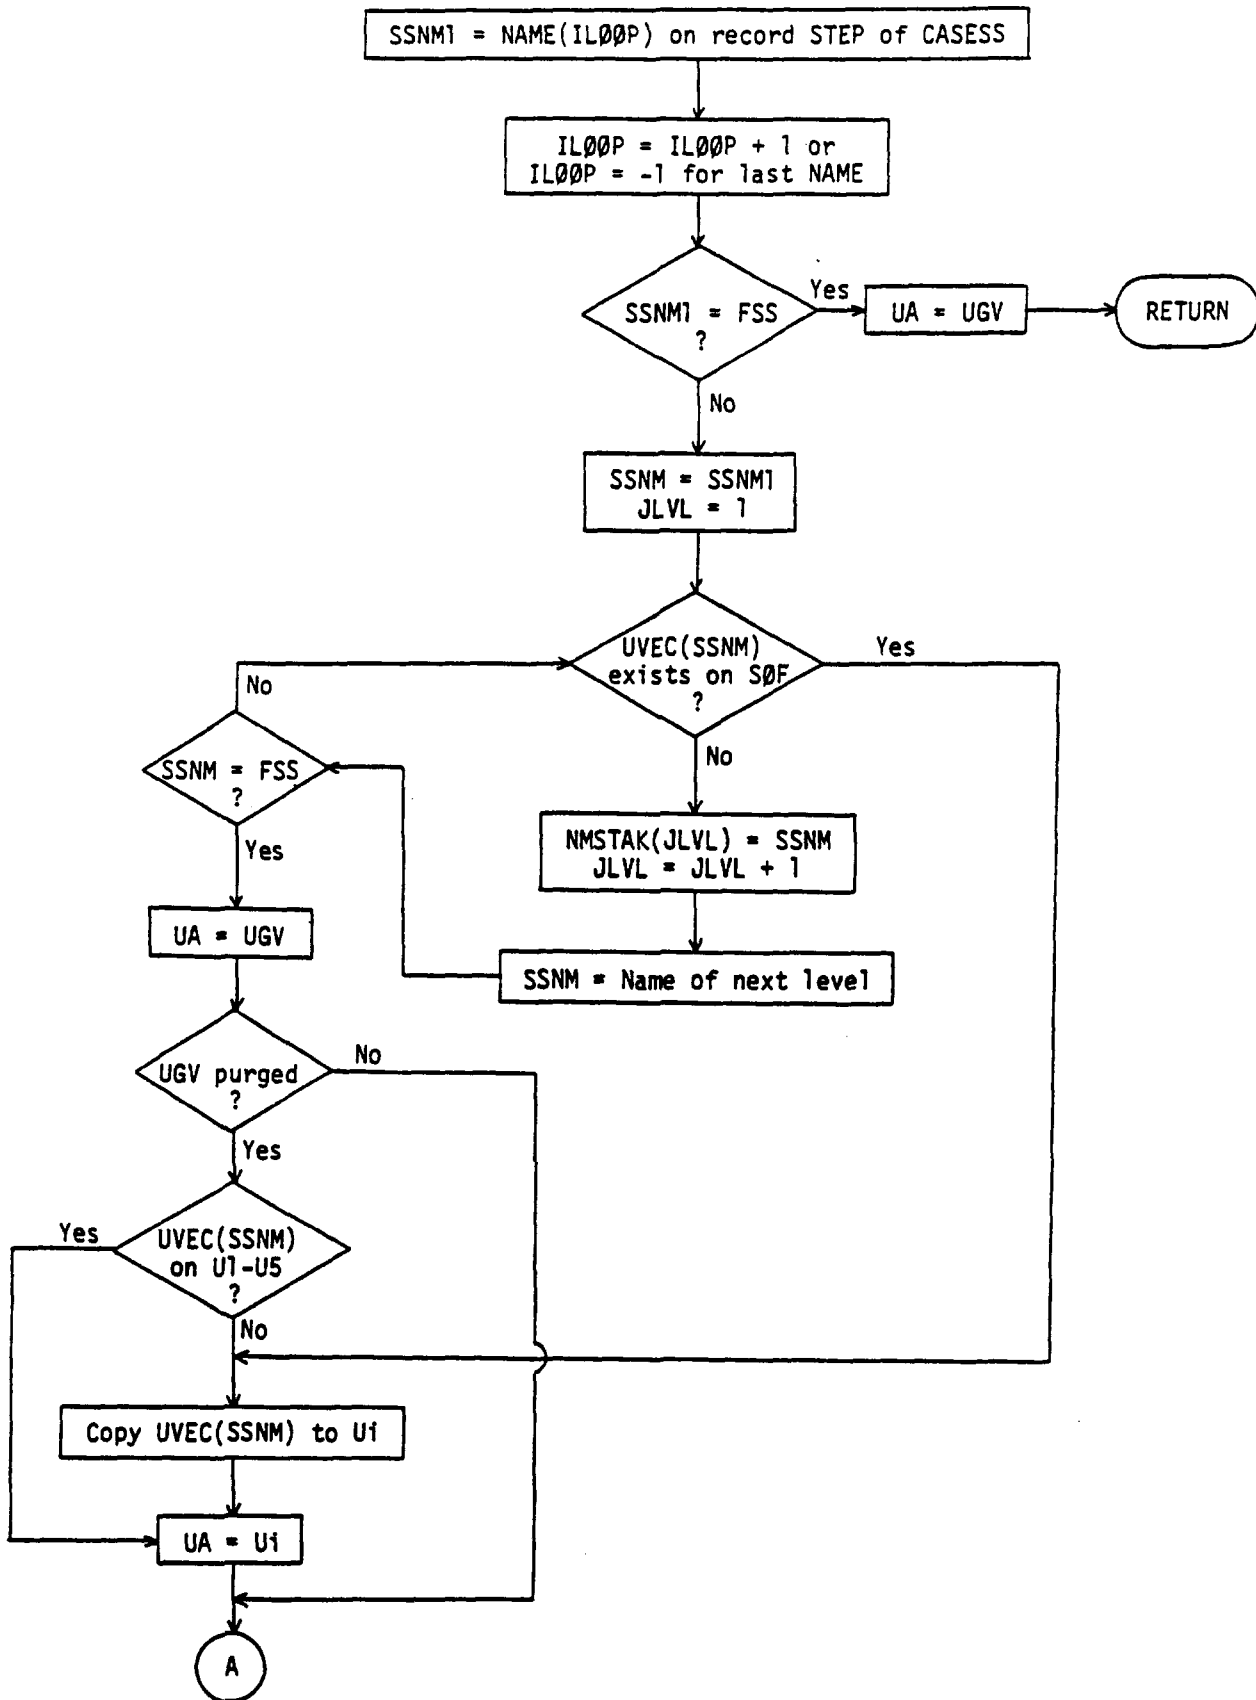 SSNM1 = NAME(ILØØP) on record STEP of CASESS
ILØØP = ILØØP + 1 or
ILØØP = -1 for last NAME
SSNM1 = FSS
?
Yes
UA = UGV
RETURN
No
SSNM = SSNM1
JLVL = 1
UVEC(SSNM)
exists on SØF
?
Yes
No
No
SSNM = FSS
?
Yes
NMSTAK(JLVL) = SSNM
JLVL = JLVL + 1
UA = UGV
SSNM = Name of next level
UGV purged
?
No
Yes
UVEC(SSNM)
on U1-U5
?
Yes
No
Copy UVEC(SSNM) to Ui
UA = Ui
A